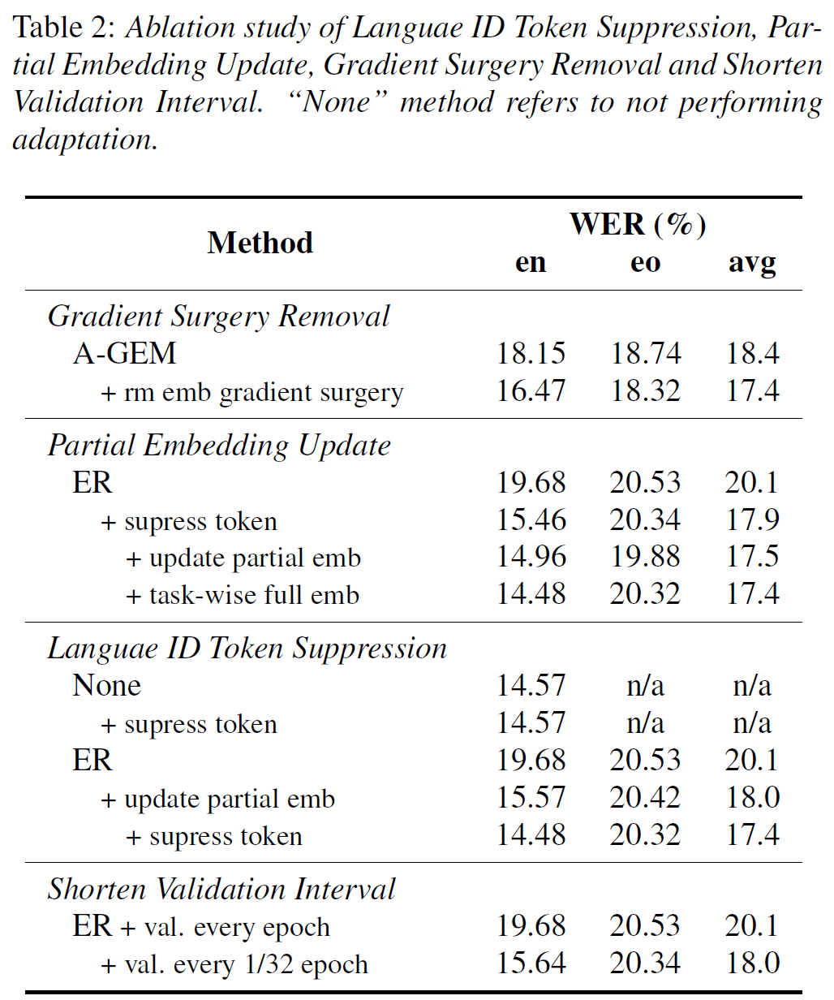 Table 2: Ablation study of Languae ID Token Suppression, Par-
tial Embedding Update, Gradient Surgery Removal and Shorten
Validation Interval. “None” method refers to not performing
adaptation.
Method WER (%)
en eo avg
Gradient Surgery Removal
A-GEM 18.15 18.74 18.4
+ rm emb gradient surgery 16.47 18.32 17.4
Partial Embedding Update
ER 19.68 20.53 20.1
+ supress token 15.46 20.34 17.9
+ update partial emb 14.96 19.88 17.5
+ task-wise full emb 14.48 20.32 17.4
Languae ID Token Suppression
None 14.57 n/a n/a
+ supress token 14.57 n/a n/a
ER 19.68 20.53 20.1
+ update partial emb 15.57 20.42 18.0
+ supress token 14.48 20.32 17.4
Shorten Validation Interval
ER + val. every epoch 19.68 20.53 20.1
+ val. every 1/32 epoch 15.64 20.34 18.0